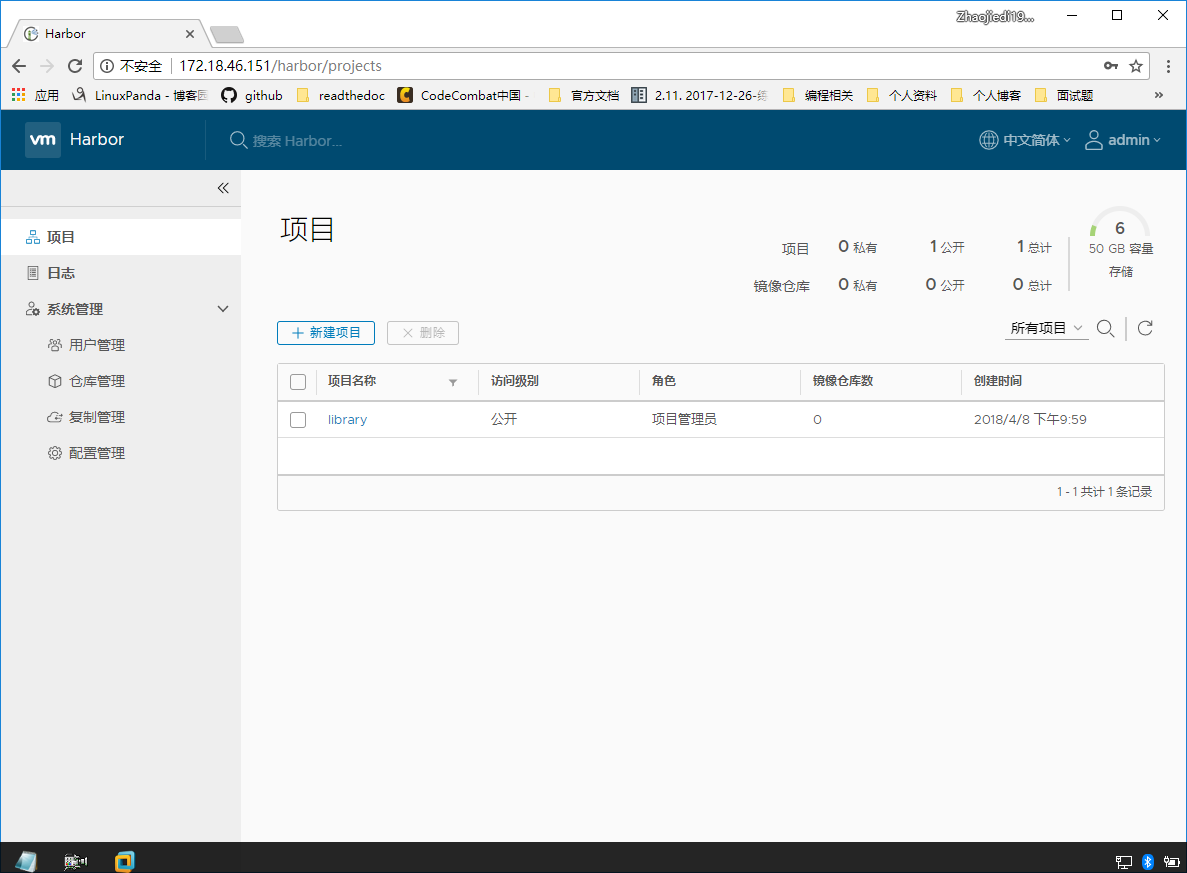 Zhaojiedi19...
Harbor
不安全 172.18.46.151/harbor/projects
应用 LinuxPanda - 博客园 github readthedoc CodeCombat中国 - 官方文档 2.11. 2017-12-26-练 编程相关 个人资料 个人博客 面试题 »
vm Harbor 搜索 Harbor... 中文简体 admin
项目
日志
系统管理
用户管理
仓库管理
复制管理
配置管理
项目
项目 0 私有 1 公开 1 总计
镜像仓库 0 私有 0 公开 0 总计
6
50 GB 容量
存储
+ 新建项目 × 删除 所有项目
项目名称 访问级别 角色 镜像仓库数 创建时间
library 公开 项目管理员 0 2018/4/8 下午9:59
1 - 1 共计 1 条记录